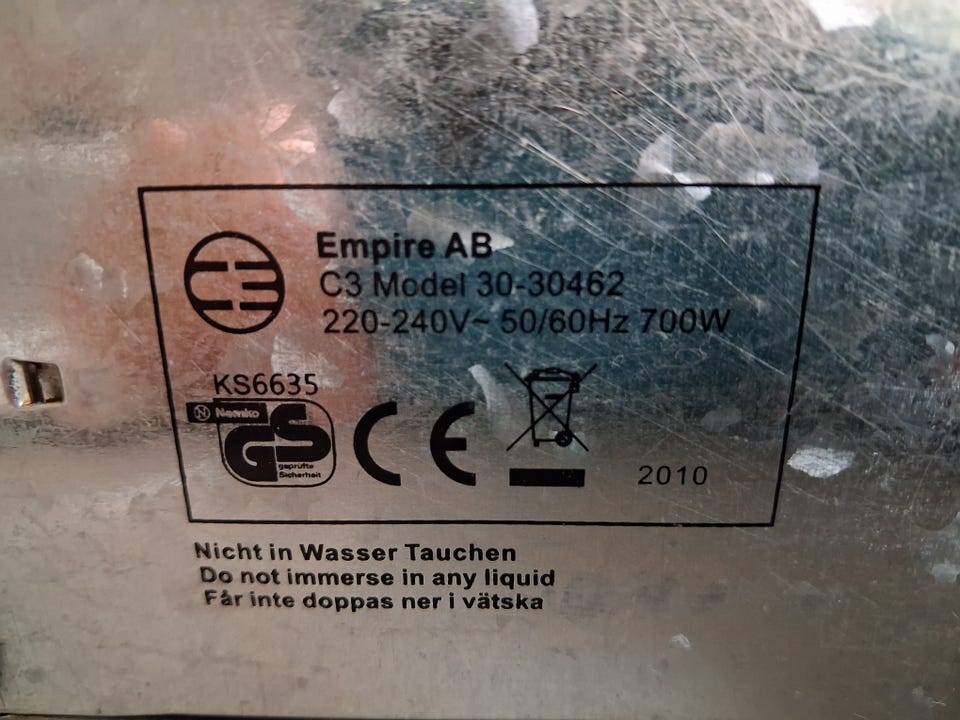 C3
Empire AB
C3 Model 30-30462
220-240V~ 50/60Hz 700W
KS6635
N Nemko
GS
geprüfte
Sicherheit
CE
2010
Nicht in Wasser Tauchen
Do not immerse in any liquid
Får inte doppas ner i vätska